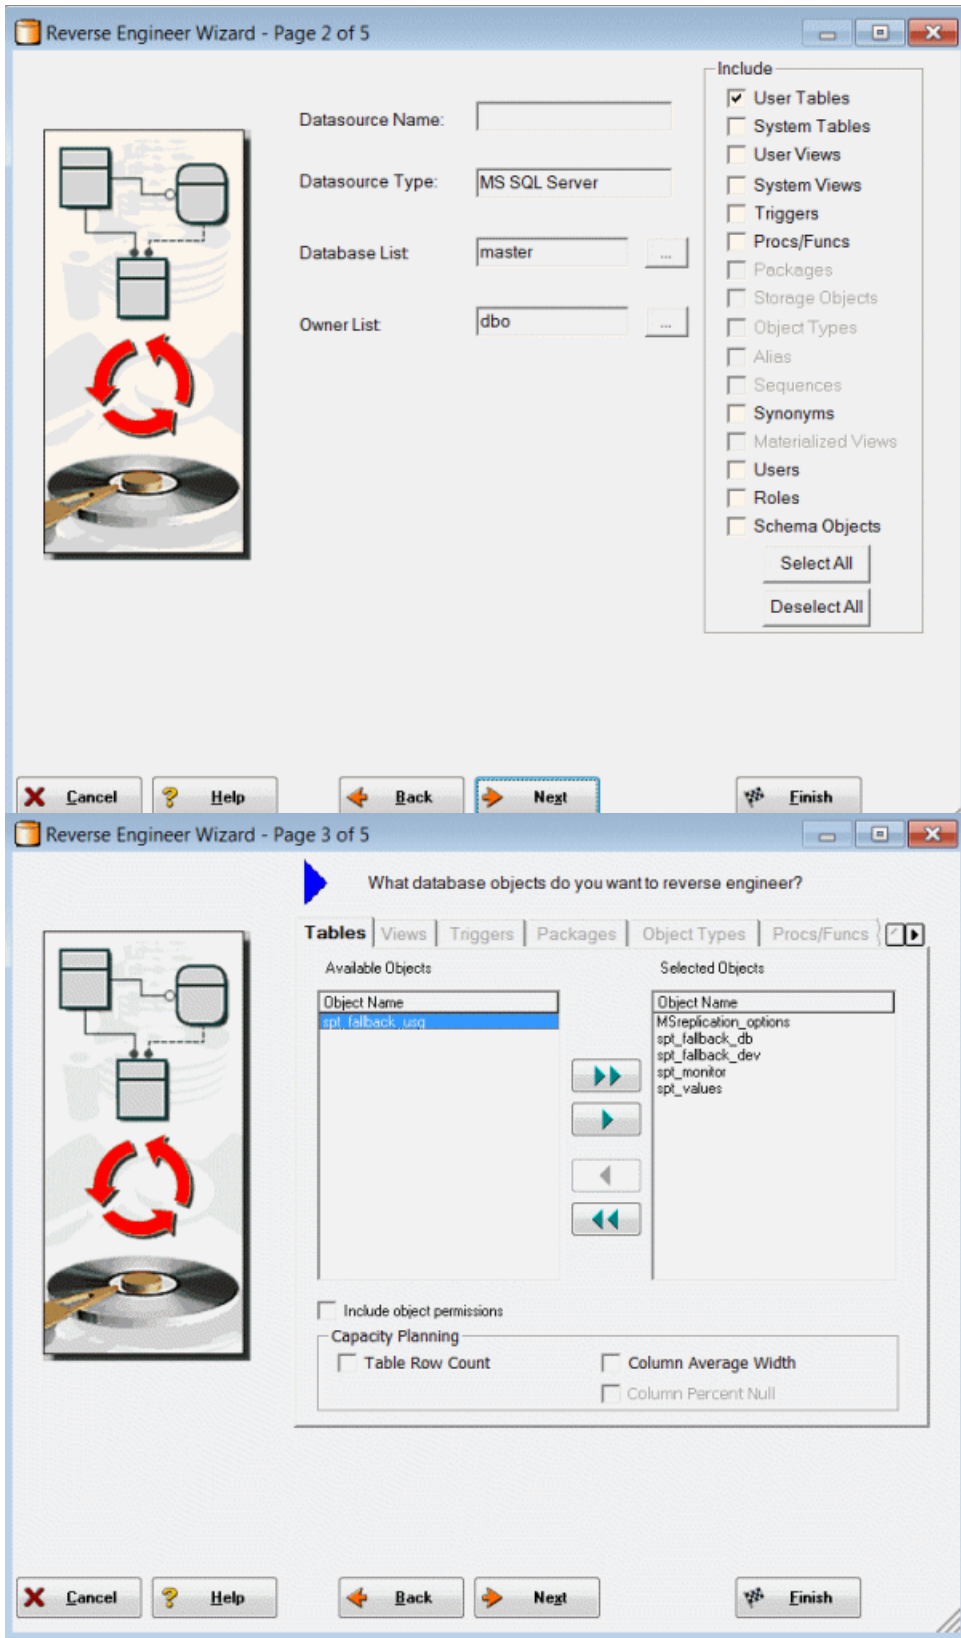 Reverse Engineer Wizard - Page 2 of 5
Datasource Name:
Datasource Type: MS SQL Server
Database List master ...
Owner List dbo ...
Include
User Tables
System Tables
User Views
System Views
Triggers
Procs/Funcs
Packages
Storage Objects
Object Types
Alias
Sequences
Synonyms
Materialized Views
Users
Roles
Schema Objects
Select All
Deselect All
Cancel Help Back Next Finish
Reverse Engineer Wizard - Page 3 of 5
What database objects do you want to reverse engineer?
Tables Views Triggers Packages Object Types Procs/Funcs
Available Objects
Object Name
spt_fallback_usg
Selected Objects
Object Name
MSreplication_options
spt_fallback_db
spt_fallback_dev
spt_monitor
spt_values
Include object permissions
Capacity Planning
Table Row Count Column Average Width
Column Percent Null
Cancel Help Back Next Finish